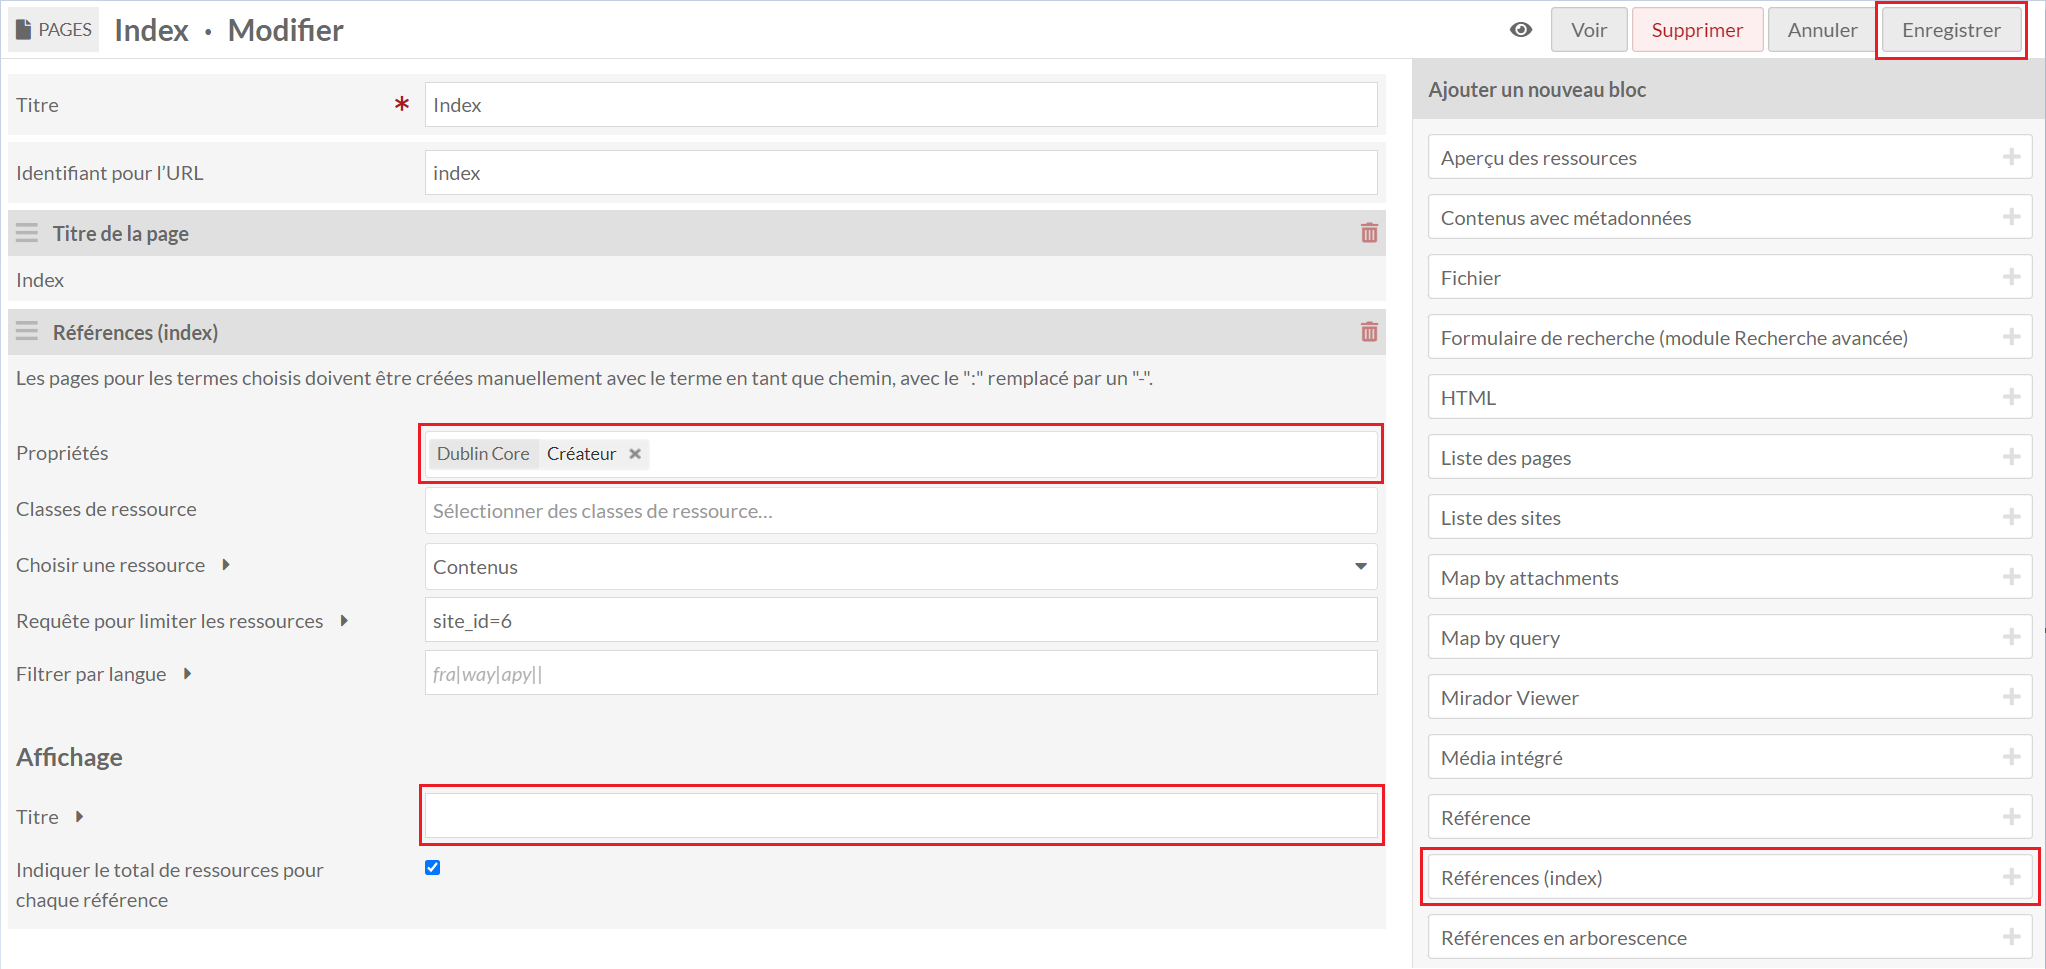 PAGES Index • Modifier
Voir
Supprimer
Annuler
Enregistrer
Titre * Index
Identifiant pour l’URL index
Titre de la page
Index
Références (index)
Les pages pour les termes choisis doivent être créées manuellement avec le terme en tant que chemin, avec le ":" remplacé par un "-".
Propriétés Dublin Core Créateur ×
Classes de ressource Sélectionner des classes de ressource...
Choisir une ressource Contenus
Requête pour limiter les ressources site_id=6
Filtrer par langue fra|way|apy||
Affichage
Titre
Indiquer le total de ressources pour
chaque référence
Ajouter un nouveau bloc
Aperçu des ressources
Contenus avec métadonnées
Fichier
Formulaire de recherche (module Recherche avancée)
HTML
Liste des pages
Liste des sites
Map by attachments
Map by query
Mirador Viewer
Média intégré
Référence
Références (index)
Références en arborescence